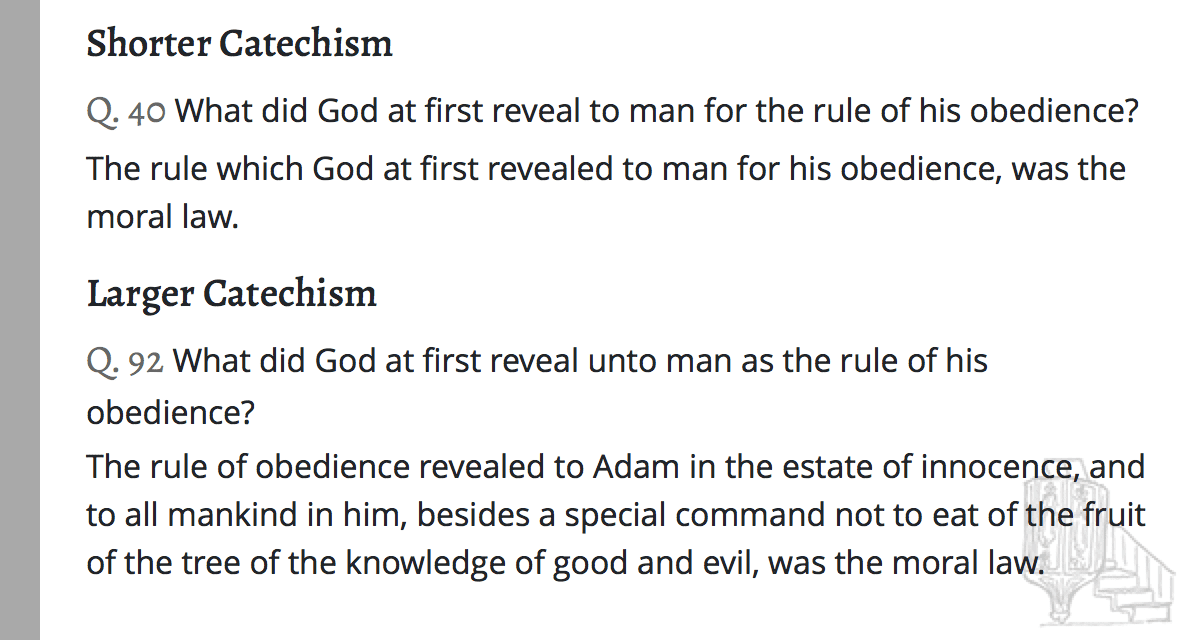 Shorter Catechism
Q. 40 What did God at first reveal to man for the rule of his obedience?
The rule which God at first revealed to man for his obedience, was the
moral law.
Larger Catechism
Q. 92 What did God at first reveal unto man as the rule of his
obedience?
The rule of obedience revealed to Adam in the estate of innocence, and
to all mankind in him, besides a special command not to eat of the fruit
of the tree of the knowledge of good and evil, was the moral law.